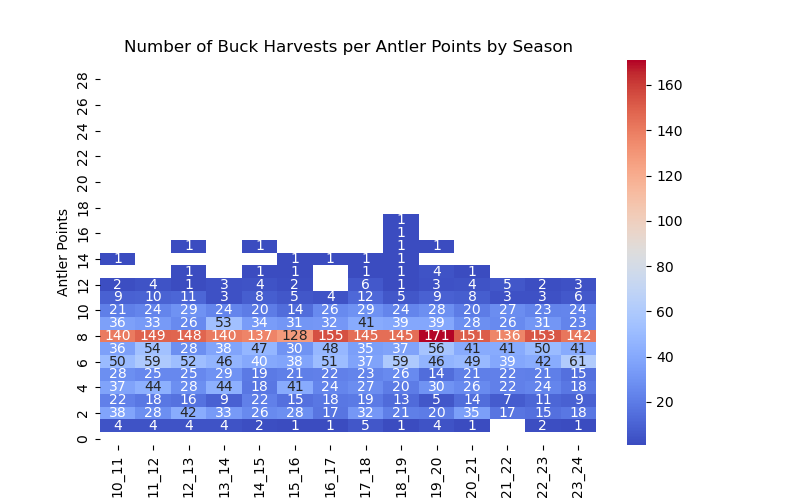 Number of Buck Harvests per Antler Points by Season
Antler Points
28
26
24
22
20
18
1
16 1
1 1 1 1
14 1 1 1 1 1
1 1 1 1 1 4 1
12 2 4 1 3 4 2 6 1 3 4 5 2 3
9 10 11 3 8 5 4 12 5 9 8 3 3 6
10 21 24 29 24 20 14 26 29 24 28 20 27 23 24
36 33 26 53 34 31 32 41 39 39 28 26 31 23
8 140 149 148 140 137 128 155 145 145 171 151 136 153 142
36 54 28 38 47 30 48 35 37 56 41 41 50 41
6 50 59 52 46 40 38 51 37 59 46 49 39 42 61
28 25 25 29 19 21 22 23 26 14 21 22 21 15
4 37 44 28 44 18 41 24 27 20 30 26 22 24 18
22 18 16 9 22 15 18 19 13 5 14 7 11 9
2 38 28 42 33 26 28 17 32 21 20 35 17 15 18
4 4 4 4 2 1 1 5 1 4 1 2 1
0
10_11 11_12 12_13 13_14 14_15 15_16 16_17 17_18 18_19 19_20 20_21 21_22 22_23 23_24
160
140
120
100
80
60
40
20